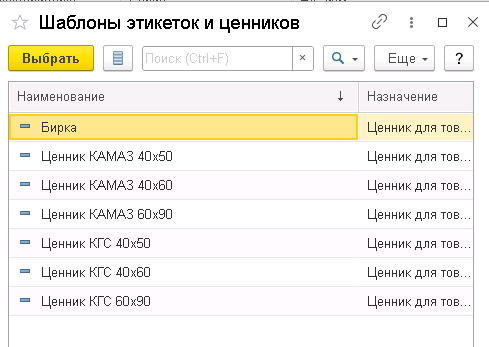 Шаблоны этикеток и ценников
Выбрать Поиск (Ctrl+F) × Еще ?
Наименование ↓ Назначение
Бирка Ценник для тов...
Ценник КАМАЗ 40х50 Ценник для тов...
Ценник КАМАЗ 40х60 Ценник для тов...
Ценник КАМАЗ 60х90 Ценник для тов...
Ценник КГС 40х50 Ценник для тов...
Ценник КГС 40х60 Ценник для тов...
Ценник КГС 60х90 Ценник для тов...